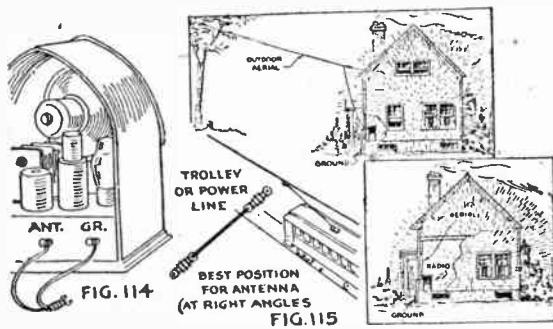 ANT. GR.
FIG. 114
OUTDOOR
AERIAL
GROUND
TROLLEY
OR POWER
LINE
BEST POSITION
FOR ANTENNA
(AT RIGHT ANGLES
FIG. 115
AERIAL
RADIO
GROUND